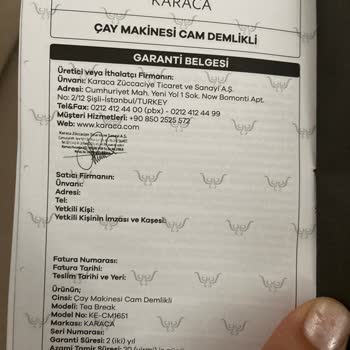 KARACA
ÇAY MAKİNESİ CAM DEMLİKLİ
GARANTİ BELGESİ
Üretici veya İthalatçı Firmanın:
Ünvanı: Karaca Züccaciye Ticaret ve Sanayi A.Ş.
Adresi: Cumhuriyet Mah. Yeni Yol 1 Sok. Now Bomonti Apt.
No: 2/12 Şişli-İstanbul/TURKEY
Tel&Fax: 0212 412 44 00 (pbx) - 0212 412 44 99
Müşteri Hizmetleri: +90 850 2525 572
Web: www.karaca.com
Satıcı Firmanın:
Ünvanı:
Adresi:
Tel:
Yetkili Kişi:
Yetkili Kişinin İmzası ve Kaşesi:
Fatura Numarası:
Fatura Tarihi:
Teslim Tarihi ve Yeri:
Ürünün;
Cinsi: Çay Makinesi Cam Demlikli
Modeli: Tea Break
Model No: KE-CM1651
Markası: KARACA
Seri Numarası:
Garanti Süresi: 2 (iki) yıl
Azami Tamir Süresi: 20 (yirmi)